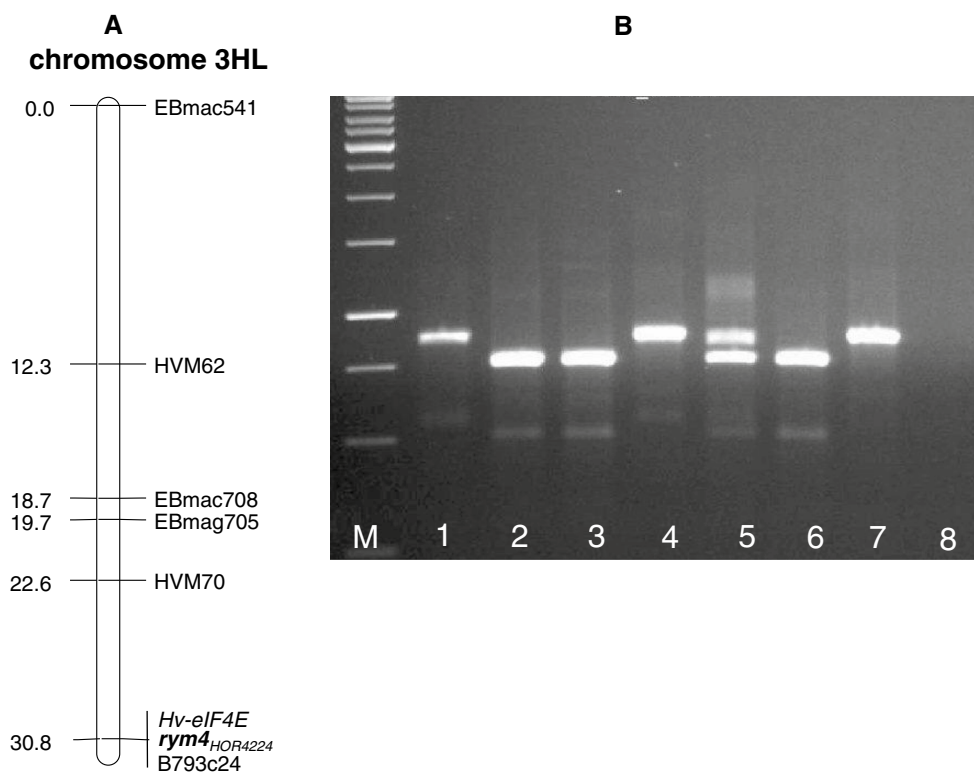 A
chromosome 3HL
0.0 EBmac541
12.3 HVM62
18.7 EBmac708
19.7 EBmag705
22.6 HVM70
Hv-eIF4E
30.8 rym4HOR4224
B793c24
B
M 1 2 3 4 5 6 7 8